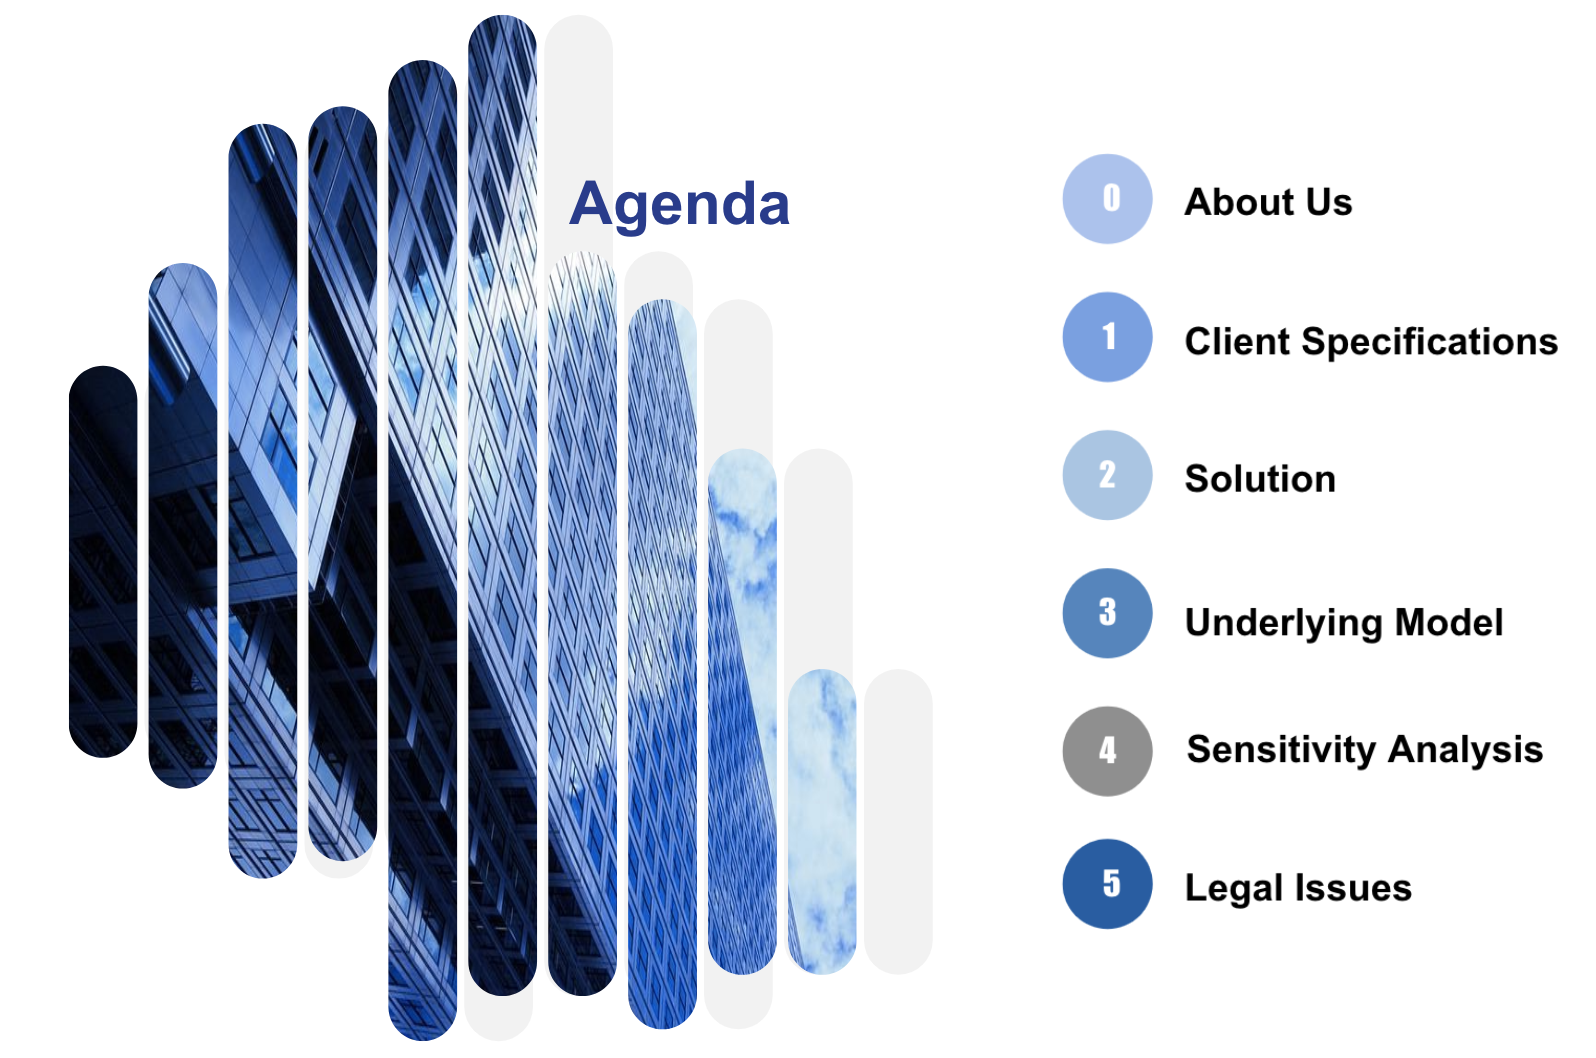 Agenda
0
About Us
1
Client Specifications
2
Solution
3
Underlying Model
4
Sensitivity Analysis
5
Legal Issues